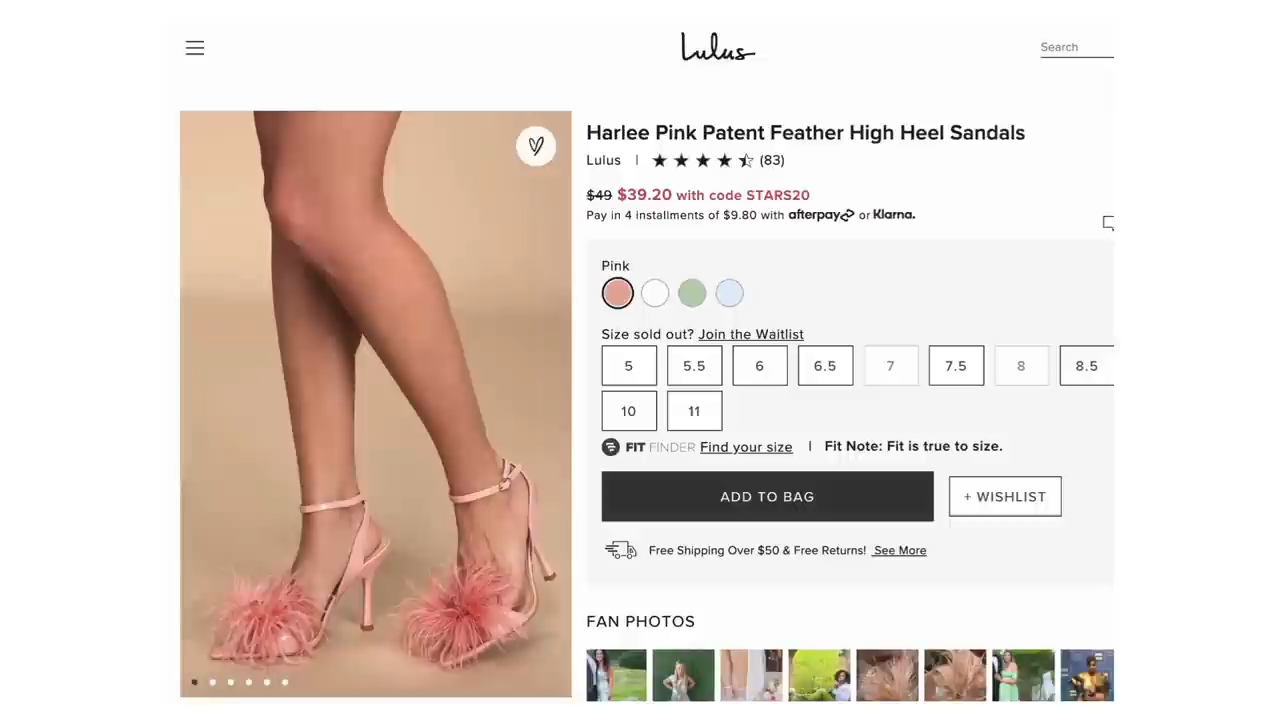 Lulus
Search
Harlee Pink Patent Feather High Heel Sandals
Lulus | (83)
$49 $39.20 with code STARS20
Pay in 4 installments of $9.80 with afterpay or Klarna.
Pink
Size sold out? Join the Waitlist
5 5.5 6 6.5 7 7.5 8 8.5
10 11
FIT FINDER Find your size | Fit Note: Fit is true to size.
ADD TO BAG + WISHLIST
Free Shipping Over $50 & Free Returns! See More
FAN PHOTOS